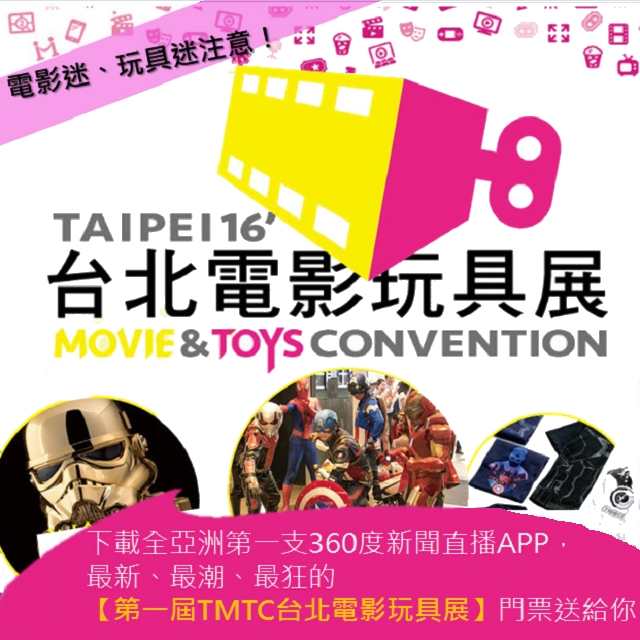 電影迷、玩具迷注意！
TAIPEI 16'
台北電影玩具展
MOVIE & TOYS CONVENTION
下載全亞洲第一支360度新聞直播APP，
最新、最潮、最狂的
【第一屆TMTC台北電影玩具展】門票送給你